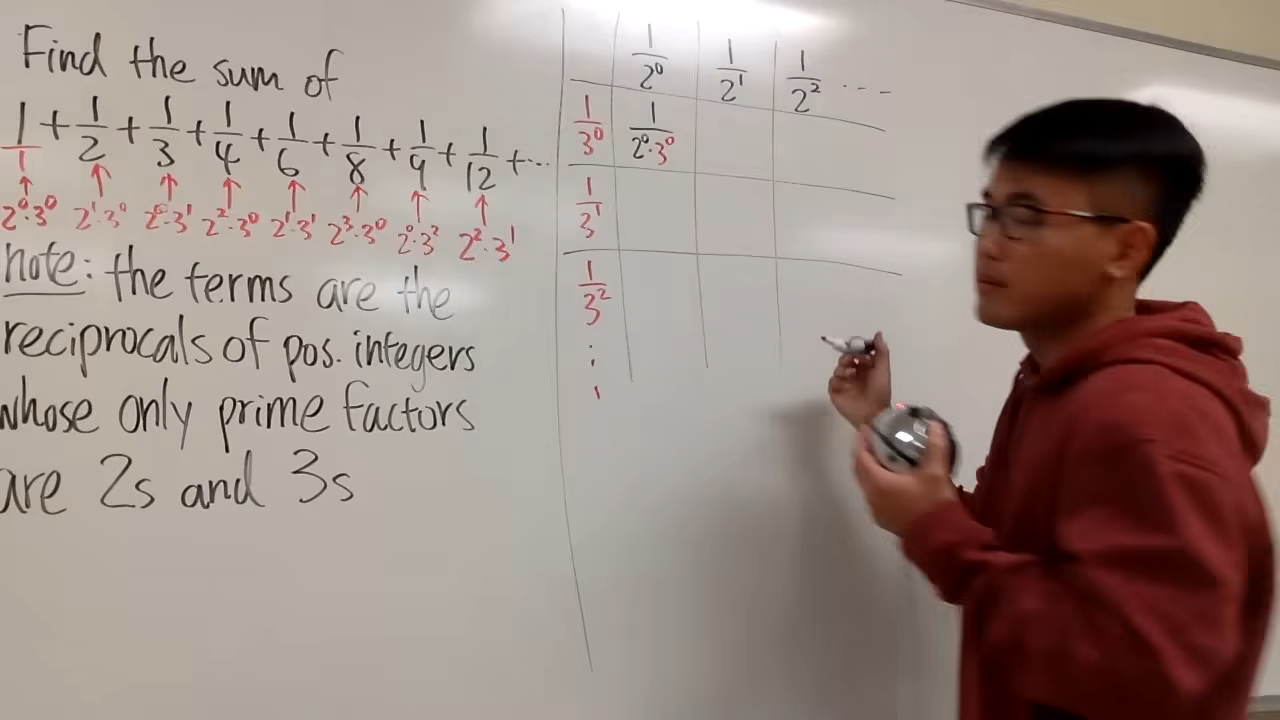 Find the sum of
1/1 + 1/2 + 1/3 + 1/4 + 1/6 + 1/8 + 1/9 + 1/12 + ...
2⁰·3⁰ 2¹·3⁰ 2⁰·3¹ 2²·3⁰ 2¹·3¹ 2³·3⁰ 2⁰·3² 2²·3¹
note: the terms are the
reciprocals of pos. integers
whose only prime factors
are 2s and 3s
1/2⁰ 1/2¹ 1/2² ...
1/3⁰ 1/2⁰·3⁰
1/3¹
1/3²